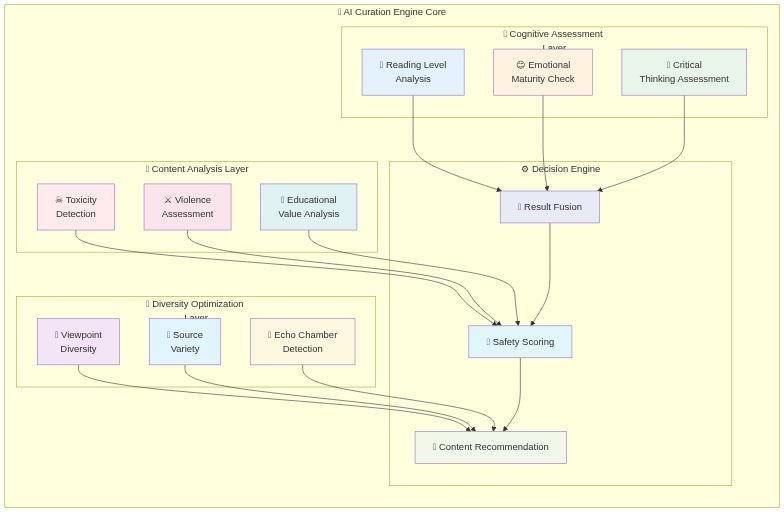 AI Curation Engine Core
Cognitive Assessment
Layer
Reading Level
Analysis
😊 Emotional
Maturity Check
Critical
Thinking Assessment
Content Analysis Layer
☠ Toxicity
Detection
⚔ Violence
Assessment
Educational
Value Analysis
⚙ Decision Engine
Result Fusion
Diversity Optimization
Layer
Viewpoint
Diversity
Source
Variety
Echo Chamber
Detection
Safety Scoring
Content Recommendation